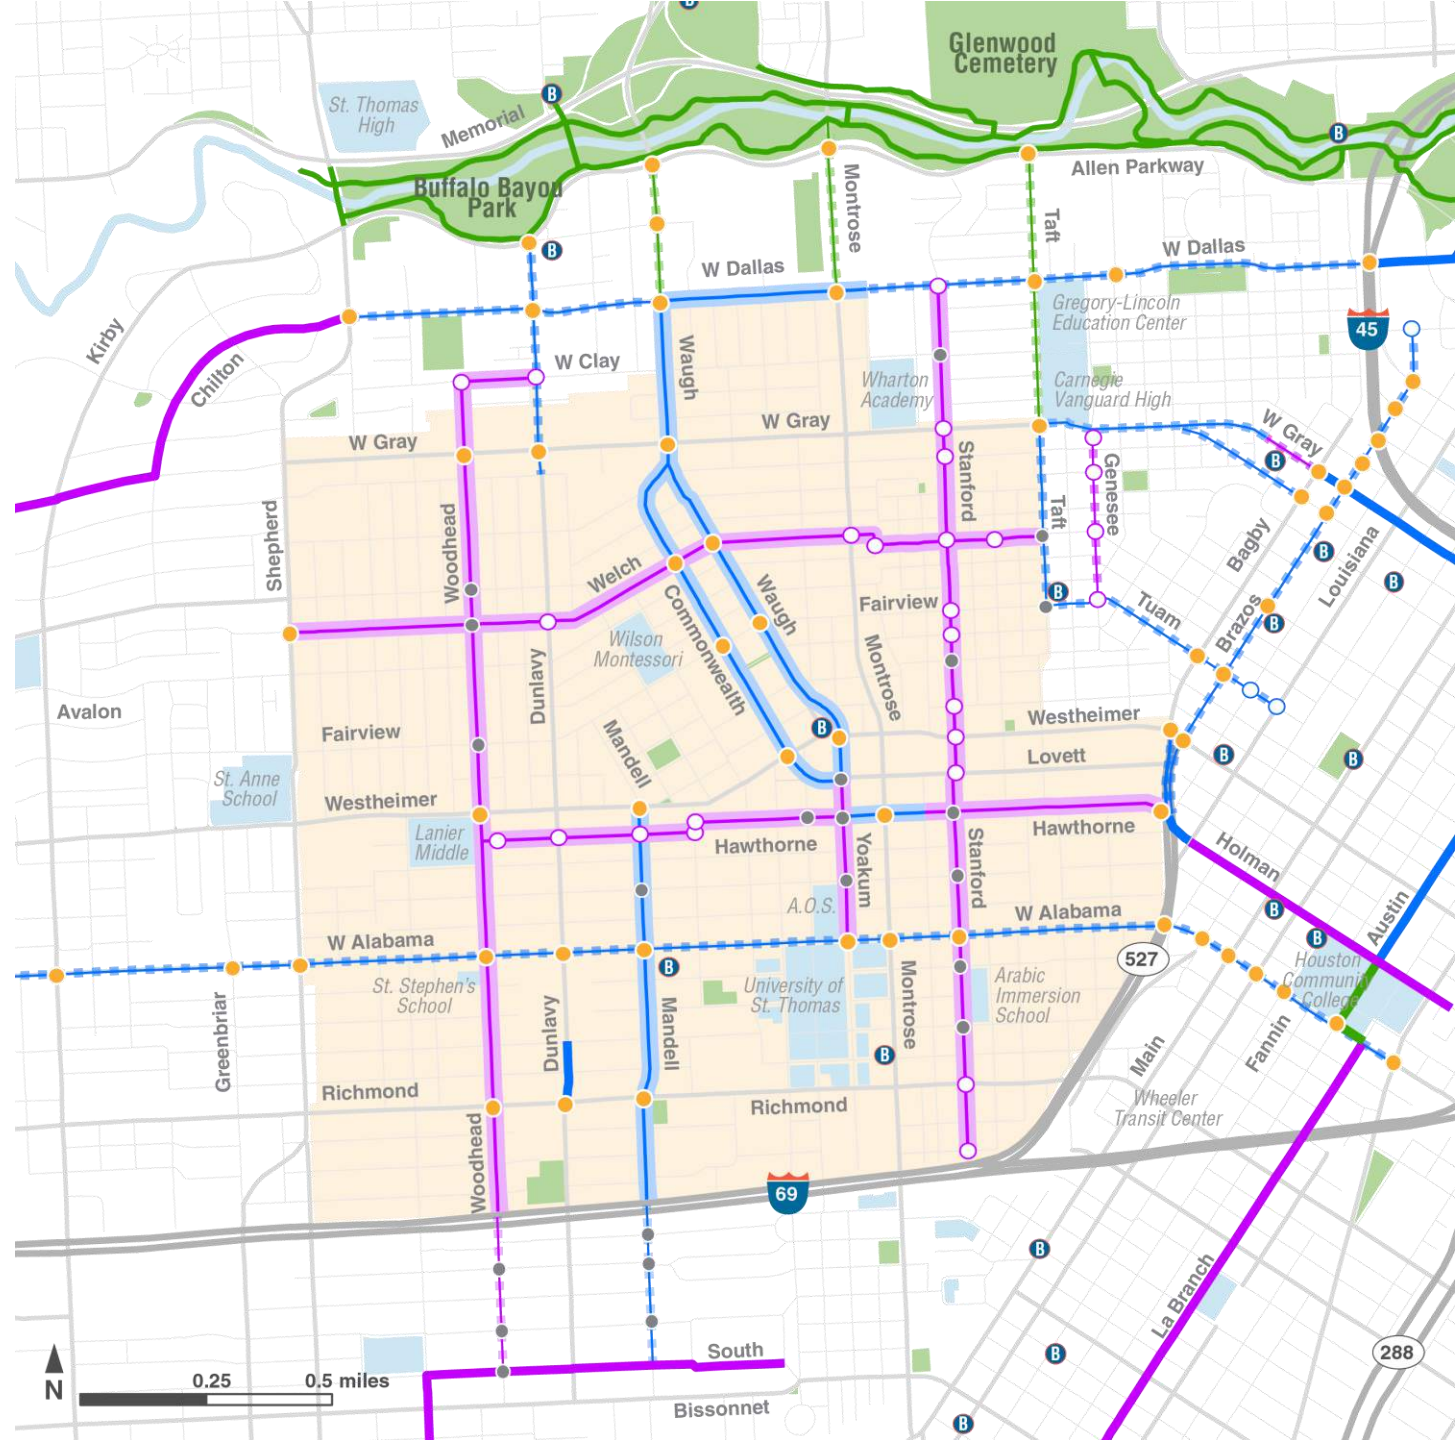 B
Glenwood
Cemetery
B
St. Thomas
High
Memorial
B
Allen Parkway
Buffalo Bayou
Park
Montrose
Taft
B
W Dallas
W Dallas
Gregory-Lincoln
Education Center
45
Kirby
Chilton
W Clay
Waugh
Wharton
Academy
Carnegie
Vanguard High
W Gray
W Gray
W Gray
B
Stanford
Genesee
Taft
Shepherd
Woodhead
Bagby
B
Louisiana
B
Welch
Waugh
Commonwealth
Fairview
B
Tuam
Brazos
B
Wilson
Montessori
Montrose
Dunlavy
Avalon
Fairview
Mandell
B
Westheimer
Lovett
B
B
St. Anne
School
Westheimer
Lanier
Middle
Hawthorne
Yoakum
Stanford
Hawthorne
Holman
B
A.O.S.
W Alabama
Austin
B
W Alabama
B
527
Houston
Community
College
St. Stephen's
School
University of
St. Thomas
Arabic
Immersion
School
Greenbriar
Dunlavy
Mandell
Montrose
B
Main
Fannin
Richmond
Richmond
Wheeler
Transit Center
Woodhead
69
B
La Branch
South
B
288
N
0.25
0.5 miles
Bissonnet
B